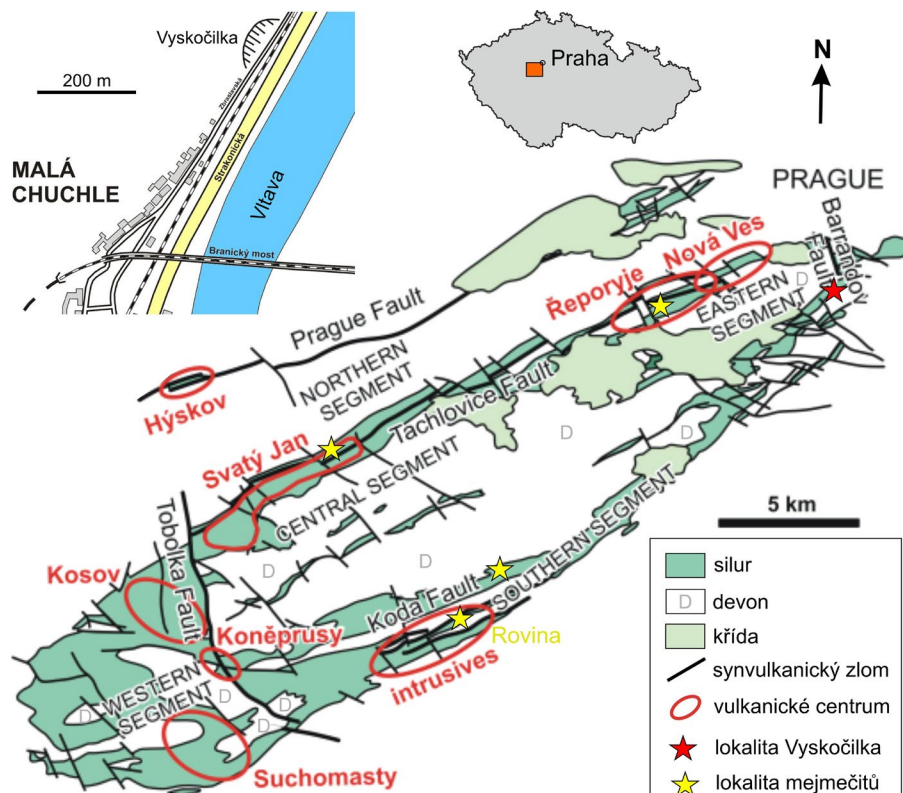 Vyskočilka
200 m
Zbraslavská
Strakonická
MALÁ
CHUCHLE
Vltava
Branický most
Praha
N
PRAGUE
Barrandov
Fault
Nová Ves
Řeporyje
EASTERN
SEGMENT
D
Prague Fault
NORTHERN
SEGMENT
Hýskov
Tachlovice Fault
Svatý Jan
CENTRAL SEGMENT
D
D
5 km
Tobolka Fault
Kosov
D
D
Koda Fault
SOUTHERN SEGMENT
Rovina
Koněprusy
intrusives
WESTERN
SEGMENT
D
D
D
D
Suchomasty
silur
D devon
křída
synvulkanický zlom
vulkanické centrum
lokalita Vyskočilka
lokalita mejmečitů